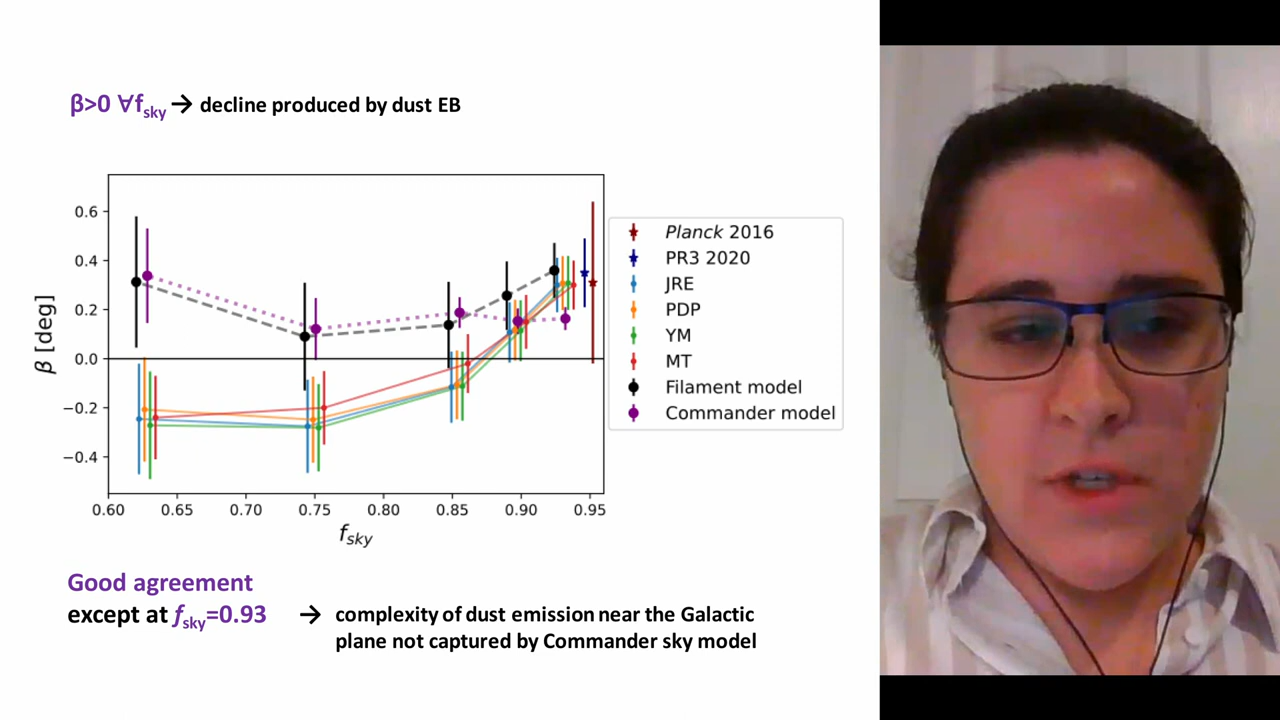 β>0 ∀fsky → decline produced by dust EB
0.6
0.4
0.2
0.0
−0.2
−0.4
β [deg]
0.60 0.65 0.70 0.75 0.80 0.85 0.90 0.95
fsky
Planck 2016
PR3 2020
JRE
PDP
YM
MT
Filament model
Commander model
Good agreement
except at fsky=0.93 → complexity of dust emission near the Galactic
plane not captured by Commander sky model